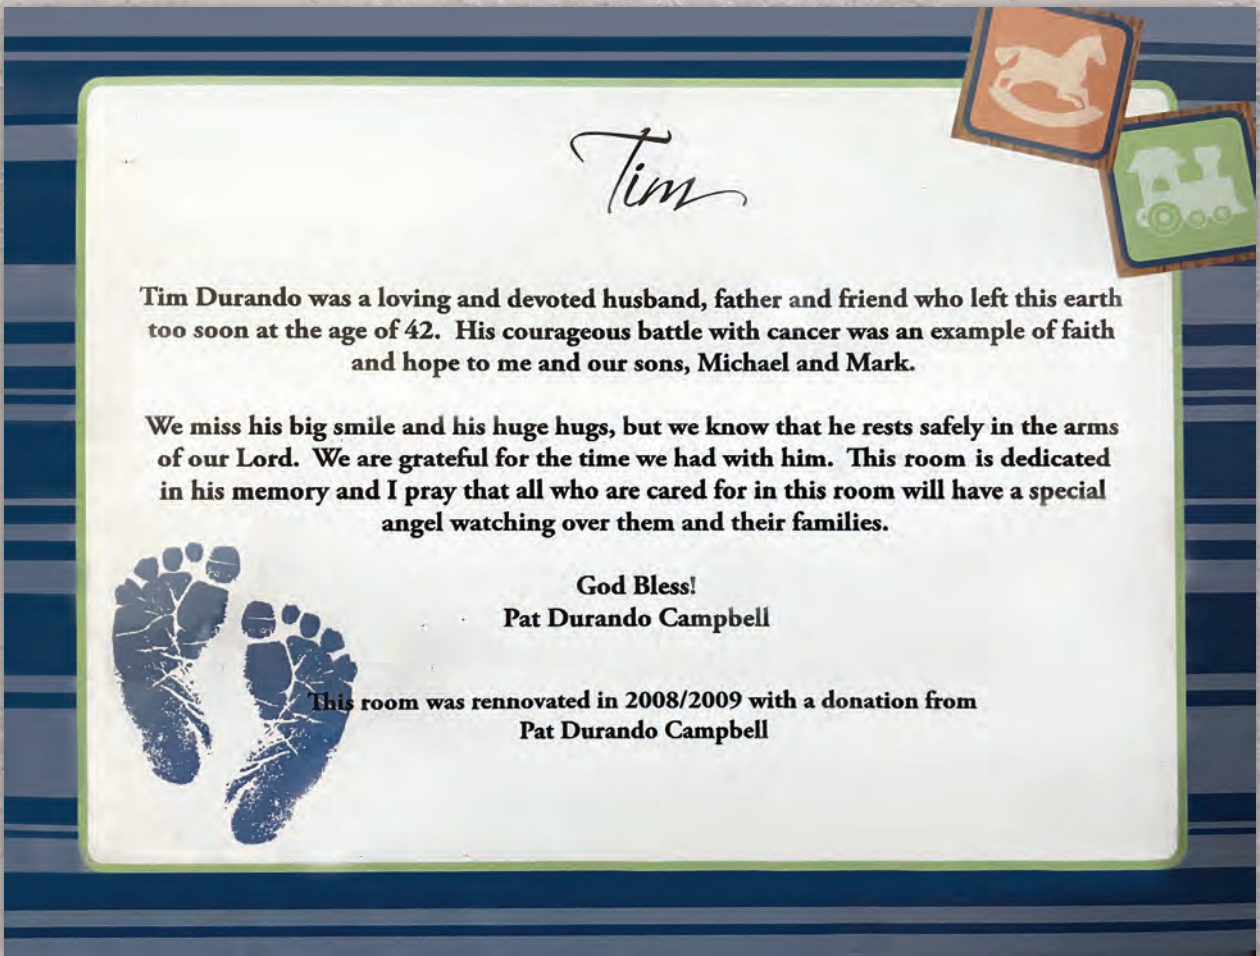 Tim
Tim Durando was a loving and devoted husband, father and friend who left this earth
too soon at the age of 42. His courageous battle with cancer was an example of faith
and hope to me and our sons, Michael and Mark.
We miss his big smile and his huge hugs, but we know that he rests safely in the arms
of our Lord. We are grateful for the time we had with him. This room is dedicated
in his memory and I pray that all who are cared for in this room will have a special
angel watching over them and their families.
God Bless!
Pat Durando Campbell
This room was rennovated in 2008/2009 with a donation from
Pat Durando Campbell